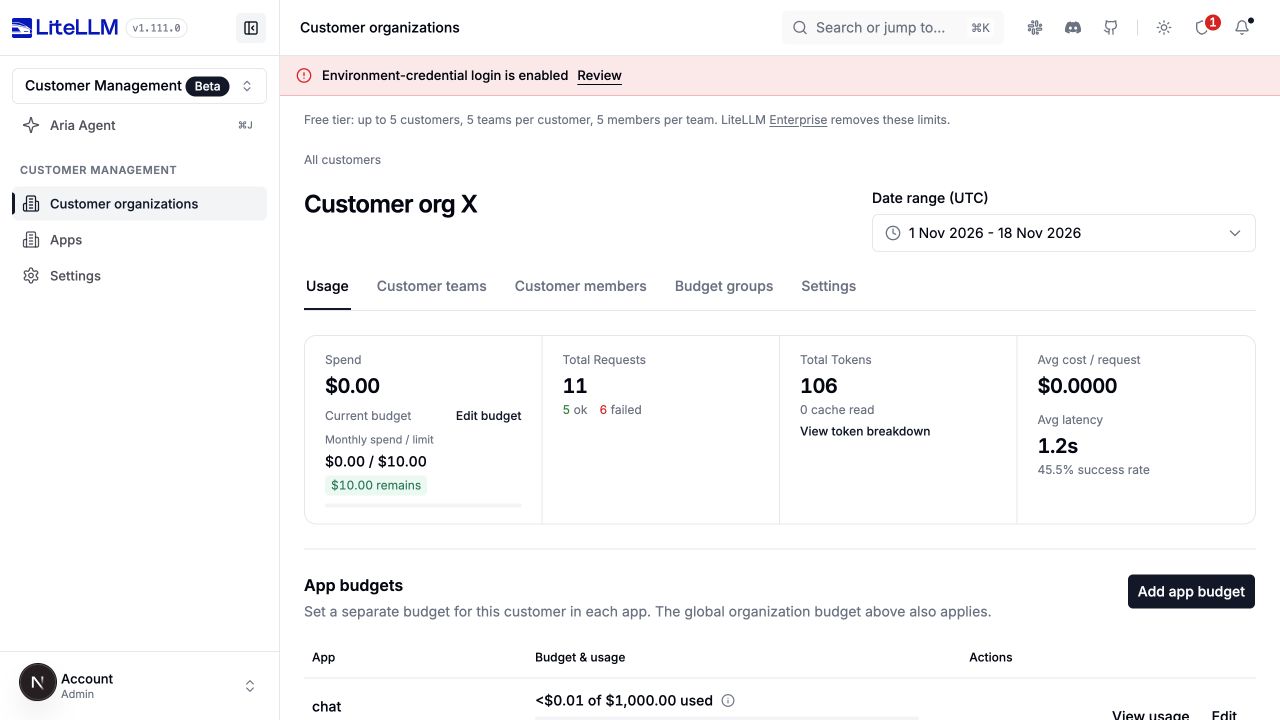 LiteLLM
v1.111.0
Customer organizations
Search or jump to...
⌘K
1
Customer Management
Beta
Aria Agent
⌘J
CUSTOMER MANAGEMENT
Customer organizations
Apps
Settings
Account
Admin
N
Environment-credential login is enabled Review
Free tier: up to 5 customers, 5 teams per customer, 5 members per team. LiteLLM Enterprise removes these limits.
All customers
Customer org X
Date range (UTC)
1 Nov 2026 - 18 Nov 2026
Usage
Customer teams
Customer members
Budget groups
Settings
Spend
$0.00
Current budget
Edit budget
Monthly spend / limit
$0.00 / $10.00
$10.00 remains
Total Requests
11
5 ok 6 failed
Total Tokens
106
0 cache read
View token breakdown
Avg cost / request
$0.0000
Avg latency
1.2s
45.5% success rate
App budgets
Set a separate budget for this customer in each app. The global organization budget above also applies.
Add app budget
App
Budget & usage
Actions
chat
<$0.01 of $1,000.00 used
View usage
Edit